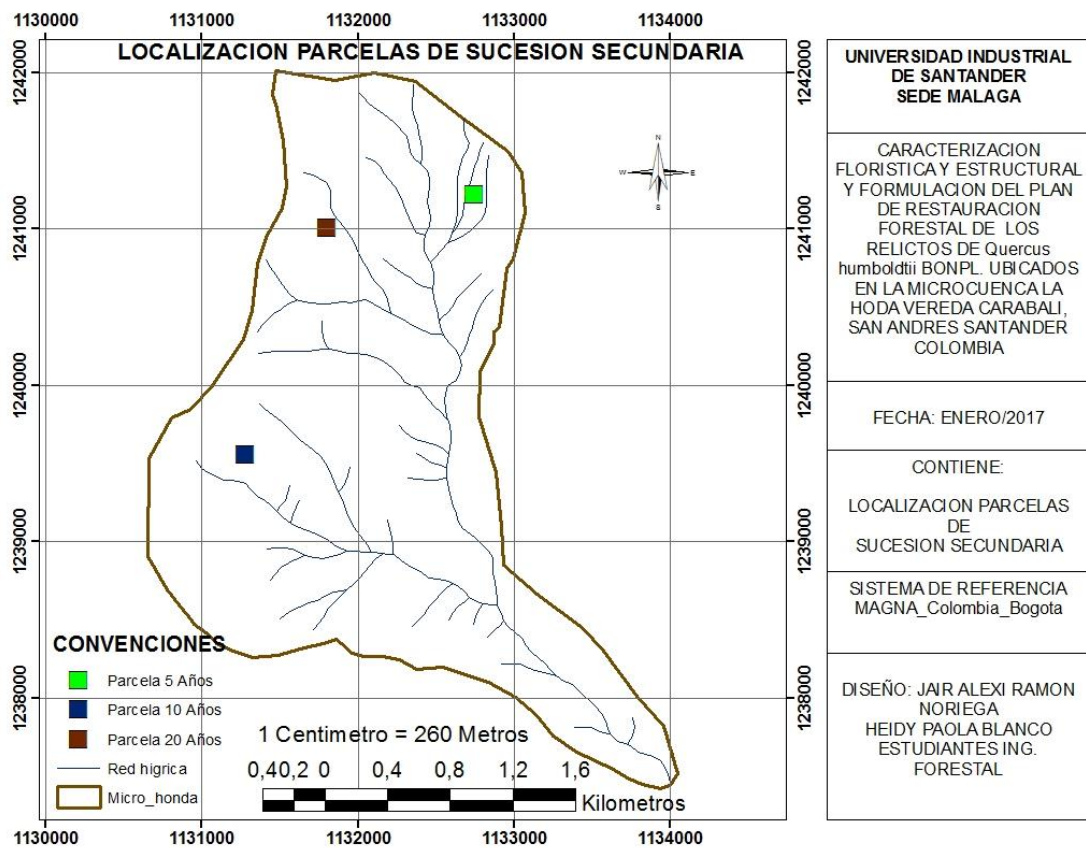 1130000 1131000 1132000 1133000 1134000
LOCALIZACION PARCELAS DE SUCESION SECUNDARIA
1242000
1241000
1240000
1239000
1238000
1242000
1241000
1240000
1239000
1238000
N
W E
S
CONVENCIONES
Parcela 5 Años
Parcela 10 Años
Parcela 20 Años
Red higrica
Micro_honda
1 Centimetro = 260 Metros
0,40,2 0 0,4 0,8 1,2 1,6
Kilometros
1130000 1131000 1132000 1133000 1134000
UNIVERSIDAD INDUSTRIAL
DE SANTANDER
SEDE MALAGA
CARACTERIZACION
FLORISTICA Y ESTRUCTURAL
Y FORMULACION DEL PLAN
DE RESTAURACION
FORESTAL DE LOS
RELICTOS DE Quercus
humboldtii BONPL. UBICADOS
EN LA MICROCUENCA LA
HODA VEREDA CARABALI,
SAN ANDRES SANTANDER
COLOMBIA
FECHA: ENERO/2017
CONTIENE:
LOCALIZACION PARCELAS
DE
SUCESION SECUNDARIA
SISTEMA DE REFERENCIA
MAGNA_Colombia_Bogota
DISEÑO: JAIR ALEXI RAMON
NORIEGA
HEIDY PAOLA BLANCO
ESTUDIANTES ING.
FORESTAL